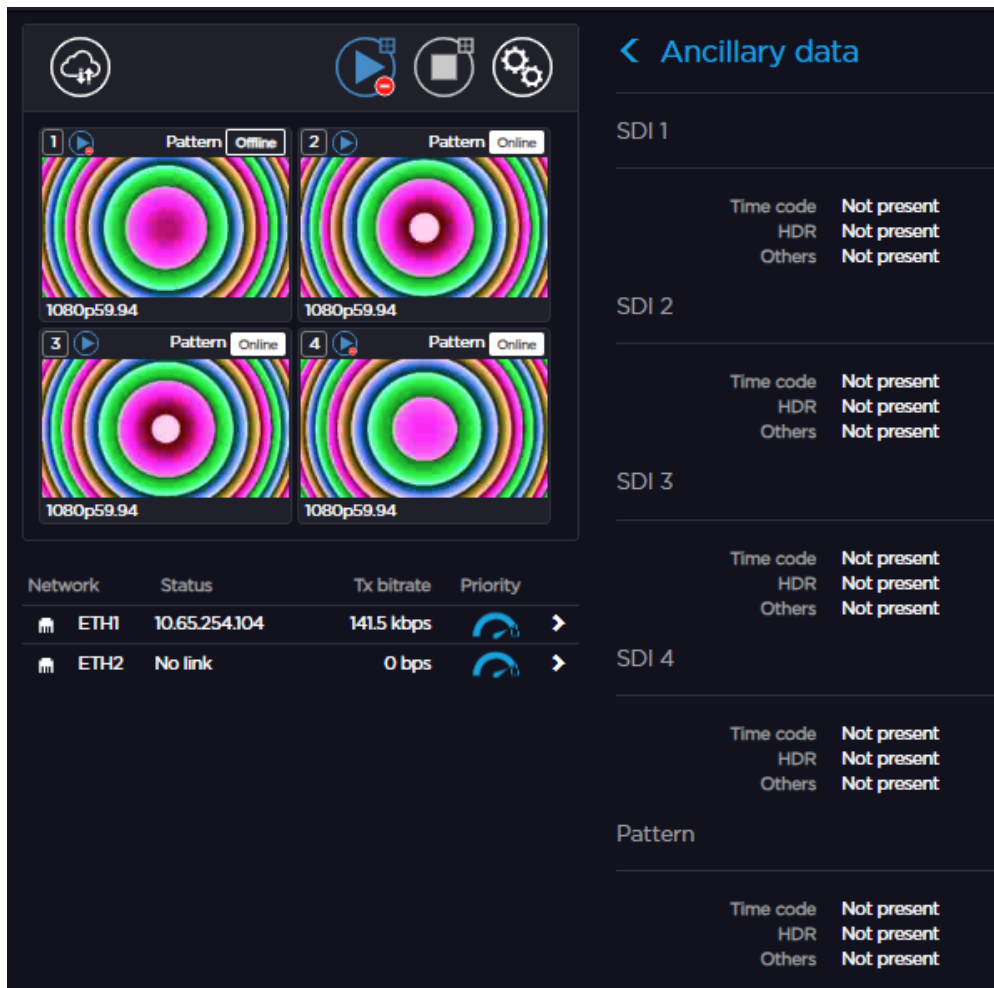 1 Pattern Offline
2 Pattern Online
1080p59.94
1080p59.94
3 Pattern Online
4 Pattern Online
1080p59.94
1080p59.94
Network Status Tx bitrate Priority
ETH1 10.65.254.104 141.5 kbps
ETH2 No link 0 bps
Ancillary data
SDI 1
Time code Not present
HDR Not present
Others Not present
SDI 2
Time code Not present
HDR Not present
Others Not present
SDI 3
Time code Not present
HDR Not present
Others Not present
SDI 4
Time code Not present
HDR Not present
Others Not present
Pattern
Time code Not present
HDR Not present
Others Not present